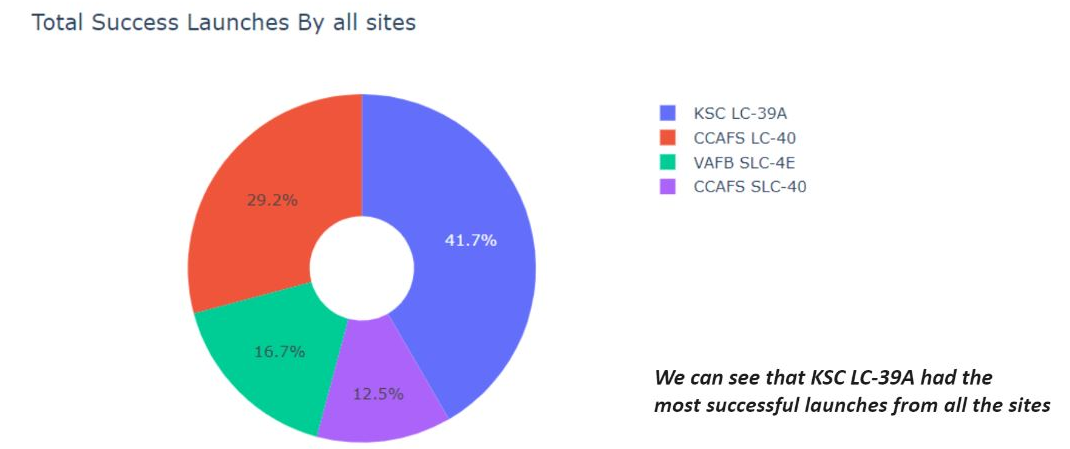 Total Success Launches By all sites
KSC LC-39A
CCAFS LC-40
VAFB SLC-4E
CCAFS SLC-40
29.2%
41.7%
16.7%
12.5%
We can see that KSC LC-39A had the
most successful launches from all the sites